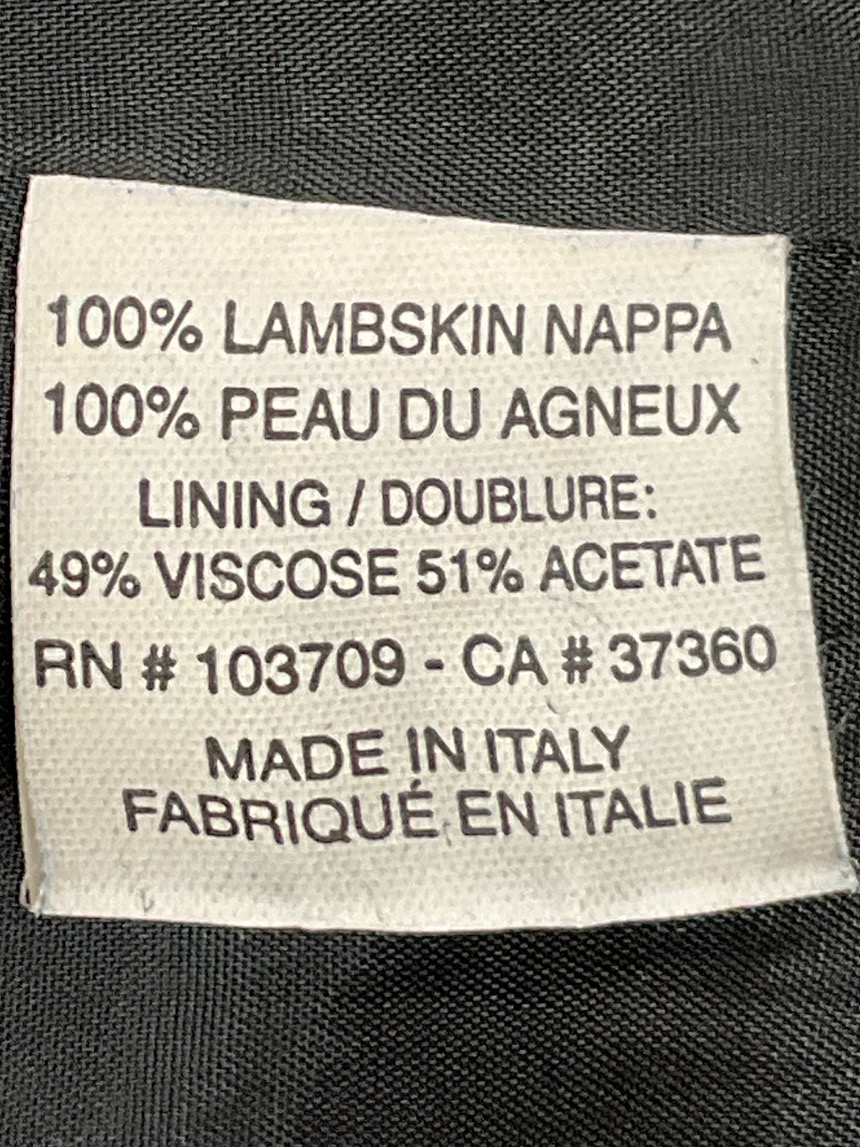 100% LAMBSKIN NAPPA
100% PEAU DU AGNEUX
LINING / DOUBLURE:
49% VISCOSE 51% ACETATE
RN # 103709 - CA # 37360
MADE IN ITALY
FABRIQUÉ EN ITALIE